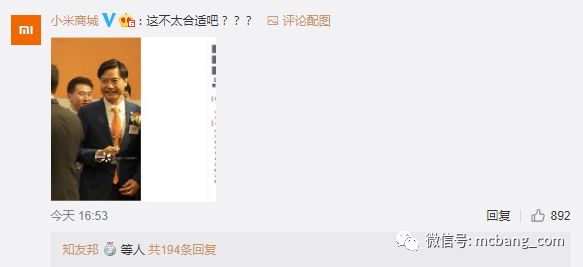 mi
小米商城 V : 这不太合适吧？？？ 评论配图
今天 16:53
回复 892
知友邦 等人 共194条回复
微信号: mcbang_com